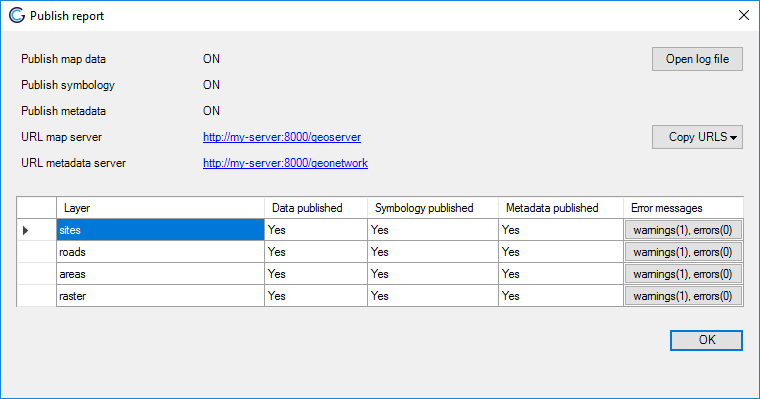 Publish report
Publish map data ON Open log file
Publish symbology ON
Publish metadata ON
URL map server http://my-server:8000/geoserver Copy URLS
URL metadata server http://my-server:8000/geonetwork
Layer Data published Symbology published Metadata published Error messages
sites Yes Yes Yes warnings(1), errors(0)
roads Yes Yes Yes warnings(1), errors(0)
areas Yes Yes Yes warnings(1), errors(0)
raster Yes Yes Yes warnings(1), errors(0)
OK